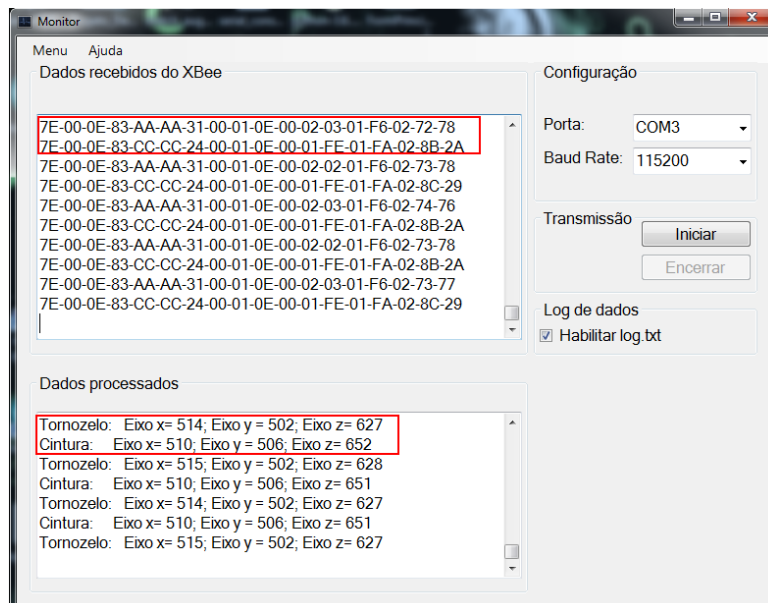 Monitor
Menu Ajuda
Dados recebidos do XBee
7E-00-0E-83-AA-AA-31-00-01-0E-00-02-03-01-F6-02-72-78
7E-00-0E-83-CC-CC-24-00-01-0E-00-01-FE-01-FA-02-8B-2A
7E-00-0E-83-AA-AA-31-00-01-0E-00-02-02-01-F6-02-73-78
7E-00-0E-83-CC-CC-24-00-01-0E-00-01-FE-01-FA-02-8C-29
7E-00-0E-83-AA-AA-31-00-01-0E-00-02-03-01-F6-02-74-76
7E-00-0E-83-CC-CC-24-00-01-0E-00-01-FE-01-FA-02-8B-2A
7E-00-0E-83-AA-AA-31-00-01-0E-00-02-02-01-F6-02-73-78
7E-00-0E-83-CC-CC-24-00-01-0E-00-01-FE-01-FA-02-8B-2A
7E-00-0E-83-AA-AA-31-00-01-0E-00-02-03-01-F6-02-73-77
7E-00-0E-83-CC-CC-24-00-01-0E-00-01-FE-01-FA-02-8C-29
Configuração
Porta: COM3
Baud Rate: 115200
Transmissão
Iniciar
Encerrar
Log de dados
Habilitar log.txt
Dados processados
Tornozelo: Eixo x= 514; Eixo y = 502; Eixo z= 627
Cintura: Eixo x= 510; Eixo y = 506; Eixo z= 652
Tornozelo: Eixo x= 515; Eixo y = 502; Eixo z= 628
Cintura: Eixo x= 510; Eixo y = 506; Eixo z= 651
Tornozelo: Eixo x= 514; Eixo y = 502; Eixo z= 627
Cintura: Eixo x= 510; Eixo y = 506; Eixo z= 651
Tornozelo: Eixo x= 515; Eixo y = 502; Eixo z= 627